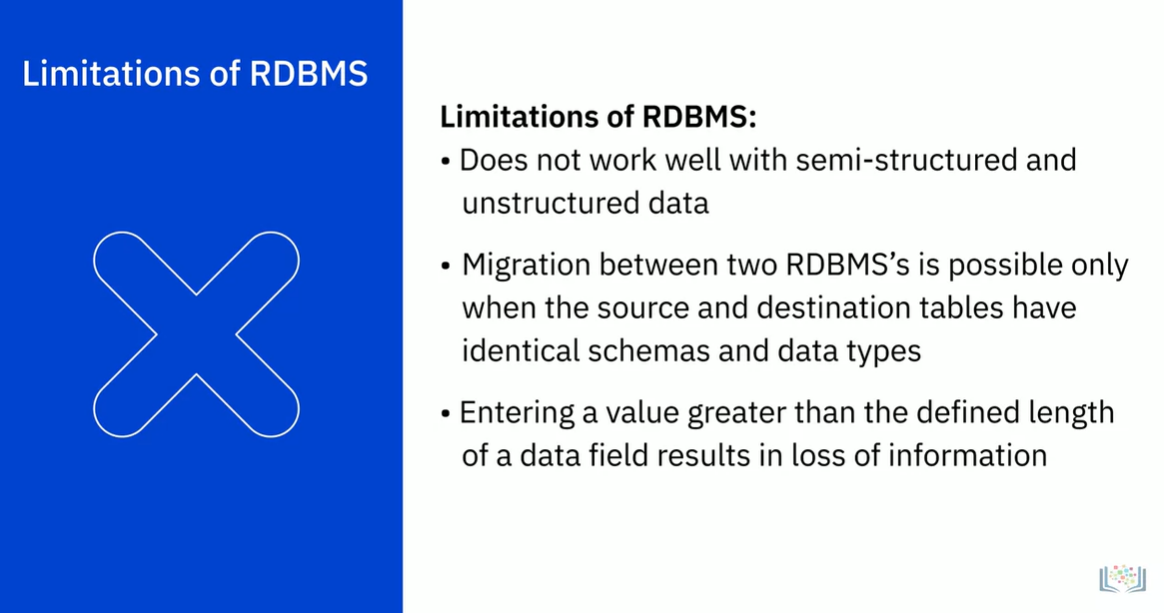 Limitations of RDBMS
Limitations of RDBMS:
• Does not work well with semi-structured and
unstructured data
• Migration between two RDBMS’s is possible only
when the source and destination tables have
identical schemas and data types
• Entering a value greater than the defined length
of a data field results in loss of information